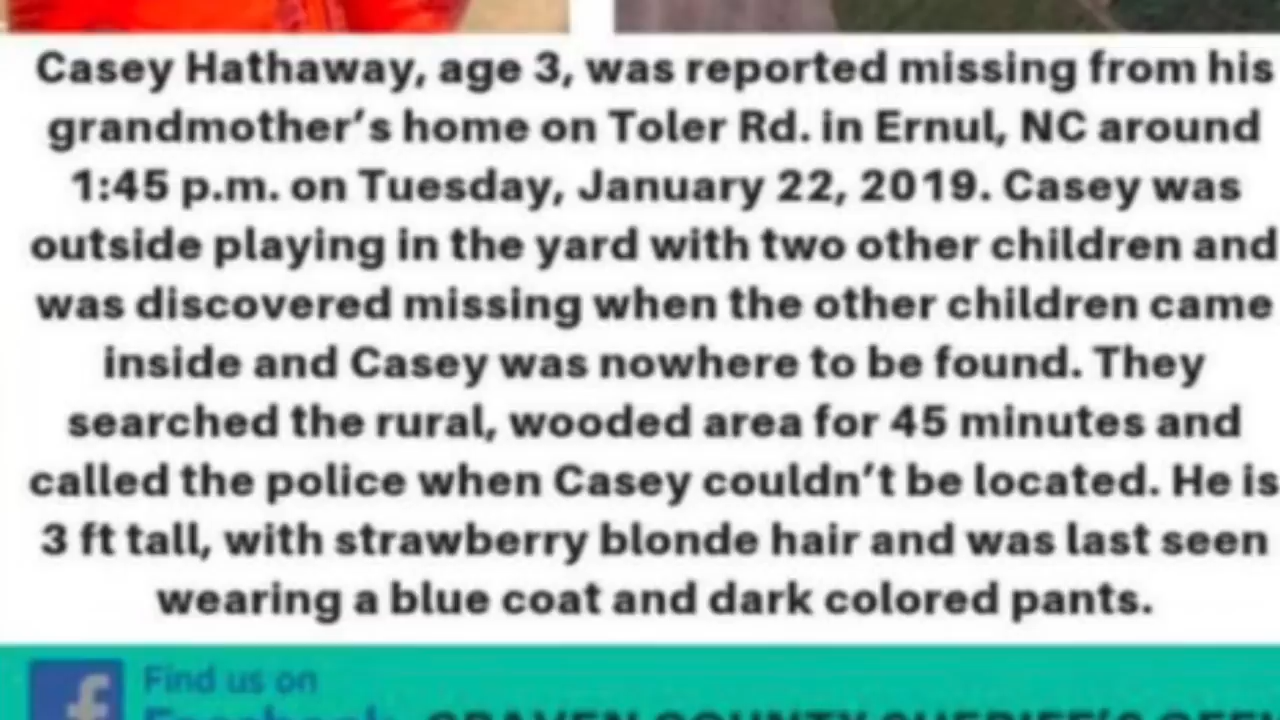 Casey Hathaway, age 3, was reported missing from his
grandmother’s home on Toler Rd. in Ernul, NC around
1:45 p.m. on Tuesday, January 22, 2019. Casey was
outside playing in the yard with two other children and
was discovered missing when the other children came
inside and Casey was nowhere to be found. They
searched the rural, wooded area for 45 minutes and
called the police when Casey couldn’t be located. He is
3 ft tall, with strawberry blonde hair and was last seen
wearing a blue coat and dark colored pants.
f
Find us on
Facebook CRAVEN COUNTY SHERIFF'S